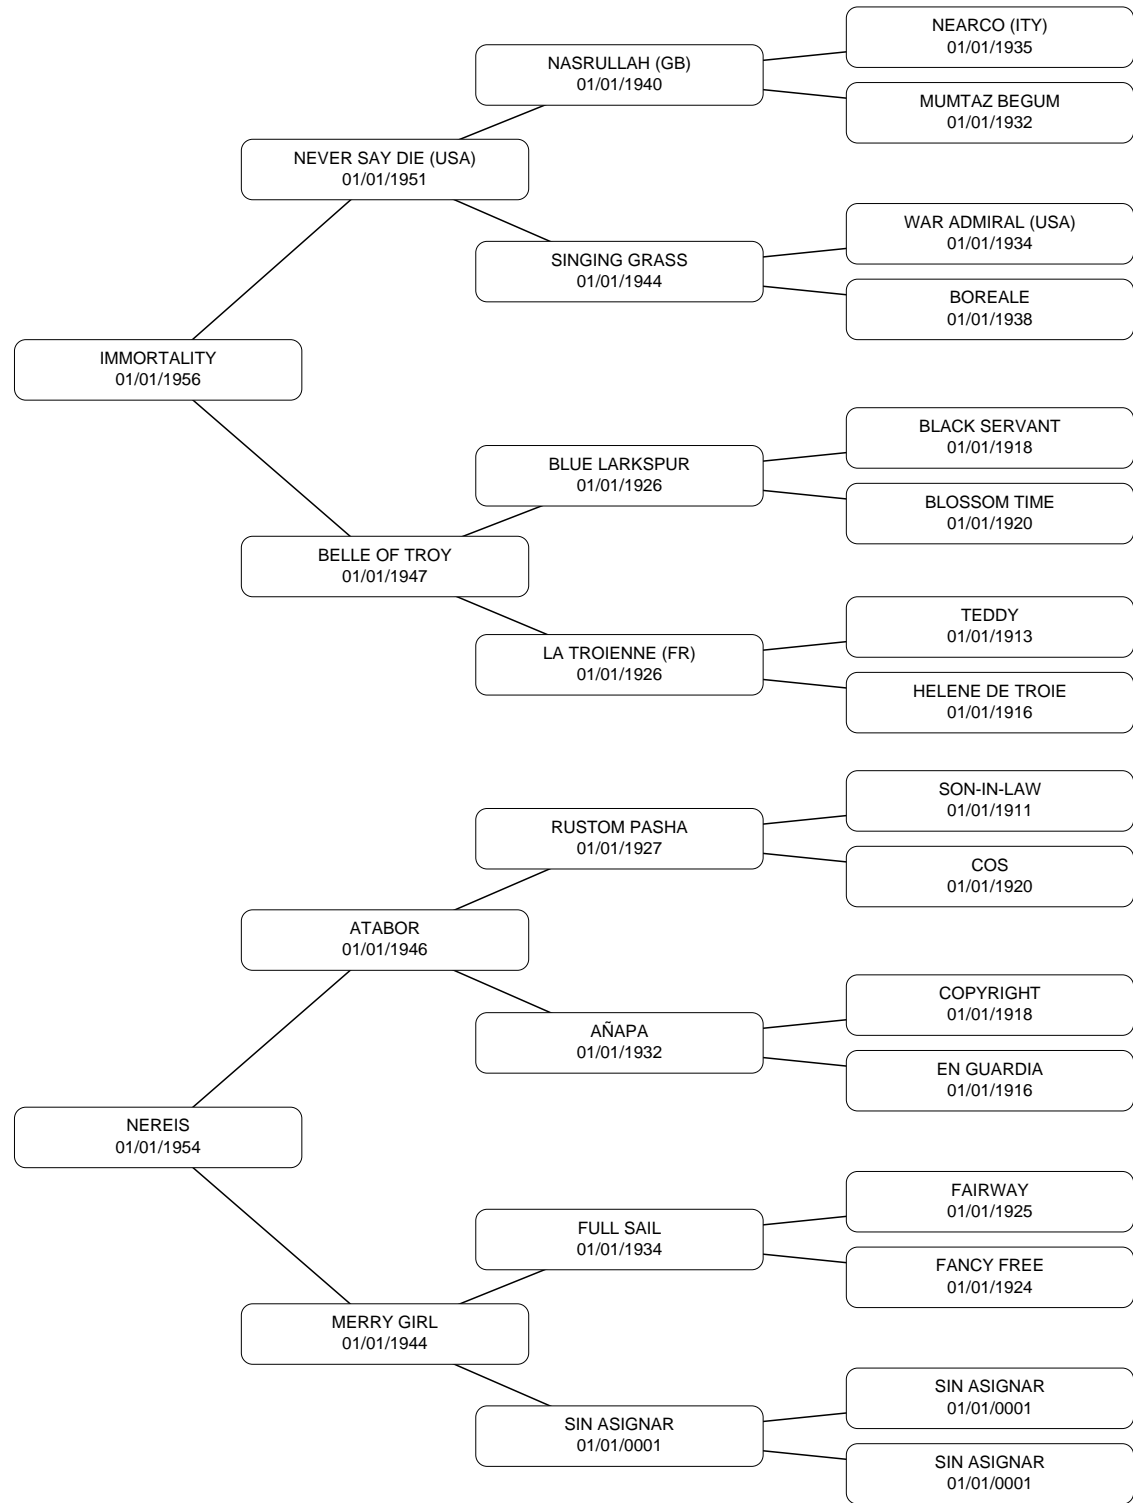 NEARCO (ITY)
01/01/1935
NASRULLAH (GB)
01/01/1940
MUMTAZ BEGUM
01/01/1932
NEVER SAY DIE (USA)
01/01/1951
WAR ADMIRAL (USA)
01/01/1934
SINGING GRASS
01/01/1944
BOREALE
01/01/1938
IMMORTALITY
01/01/1956
BLACK SERVANT
01/01/1918
BLUE LARKSPUR
01/01/1926
BLOSSOM TIME
01/01/1920
BELLE OF TROY
01/01/1947
TEDDY
01/01/1913
LA TROIENNE (FR)
01/01/1926
HELENE DE TROIE
01/01/1916
SON-IN-LAW
01/01/1911
RUSTOM PASHA
01/01/1927
COS
01/01/1920
ATABOR
01/01/1946
COPYRIGHT
01/01/1918
AÑAPA
01/01/1932
EN GUARDIA
01/01/1916
NEREIS
01/01/1954
FAIRWAY
01/01/1925
FULL SAIL
01/01/1934
FANCY FREE
01/01/1924
MERRY GIRL
01/01/1944
SIN ASIGNAR
01/01/0001
SIN ASIGNAR
01/01/0001
SIN ASIGNAR
01/01/0001